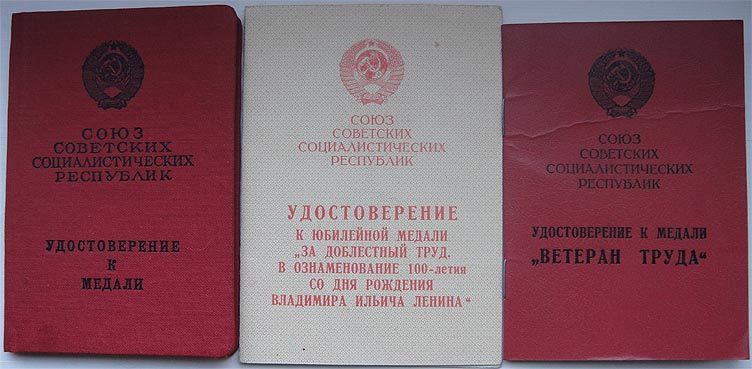 СОЮЗ
СОВЕТСКИХ
СОЦИАЛИСТИЧЕСКИХ
РЕСПУБЛИК
УДОСТОВЕРЕНИЕ
К
МЕДАЛИ
СОЮЗ
СОВЕТСКИХ
СОЦИАЛИСТИЧЕСКИХ
РЕСПУБЛИК
УДОСТОВЕРЕНИЕ
К ЮБИЛЕЙНОЙ МЕДАЛИ
„ЗА ДОБЛЕСТНЫЙ ТРУД.
В ОЗНАМЕНОВАНИЕ 100-летия
СО ДНЯ РОЖДЕНИЯ
ВЛАДИМИРА ИЛЬИЧА ЛЕНИНА“
СОЮЗ
СОВЕТСКИХ
СОЦИАЛИСТИЧЕСКИХ
РЕСПУБЛИК
УДОСТОВЕРЕНИЕ К МЕДАЛИ
„ВЕТЕРАН ТРУДА“